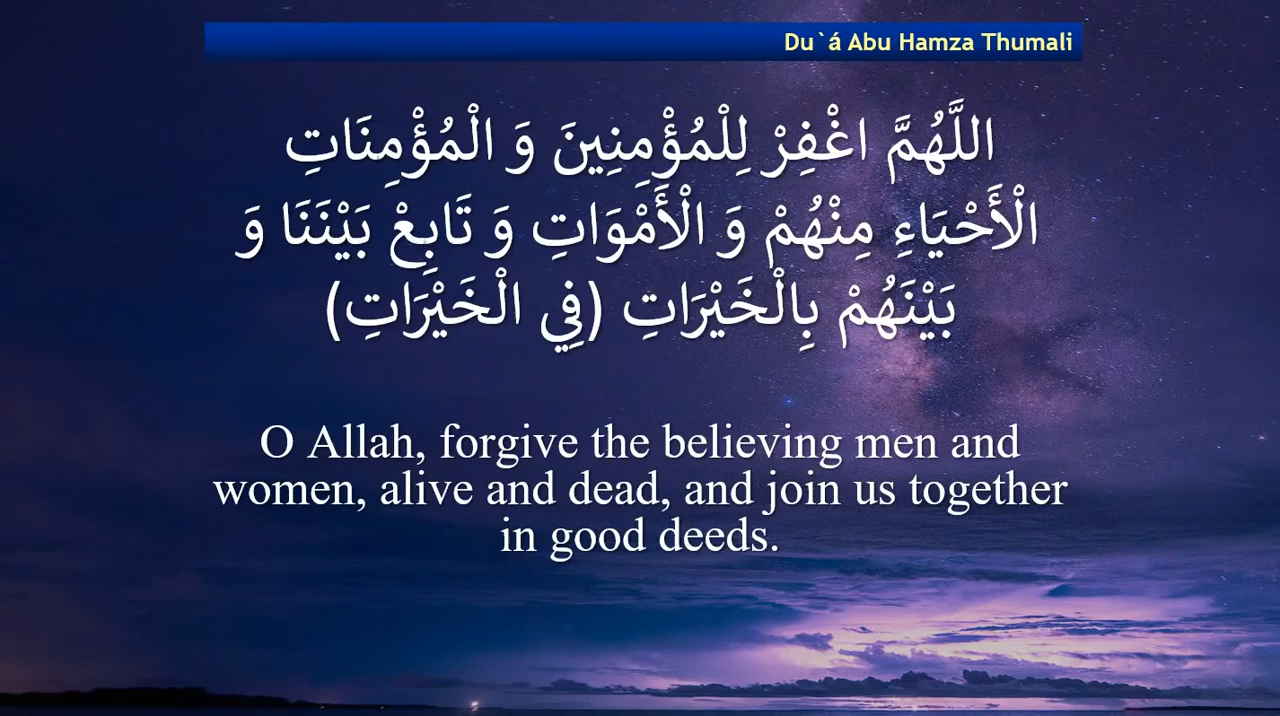 Du`á Abu Hamza Thumali
اللَّهُمَّ اغْفِرْ لِلْمُؤْمِنِينَ وَ الْمُؤْمِنَاتِ
الْأَحْيَاءِ مِنْهُمْ وَ الْأَمْوَاتِ وَ تَابِعْ بَيْنَنَا وَ
بَيْنَهُمْ بِالْخَيْرَاتِ (فِي الْخَيْرَاتِ)
O Allah, forgive the believing men and
women, alive and dead, and join us together
in good deeds.